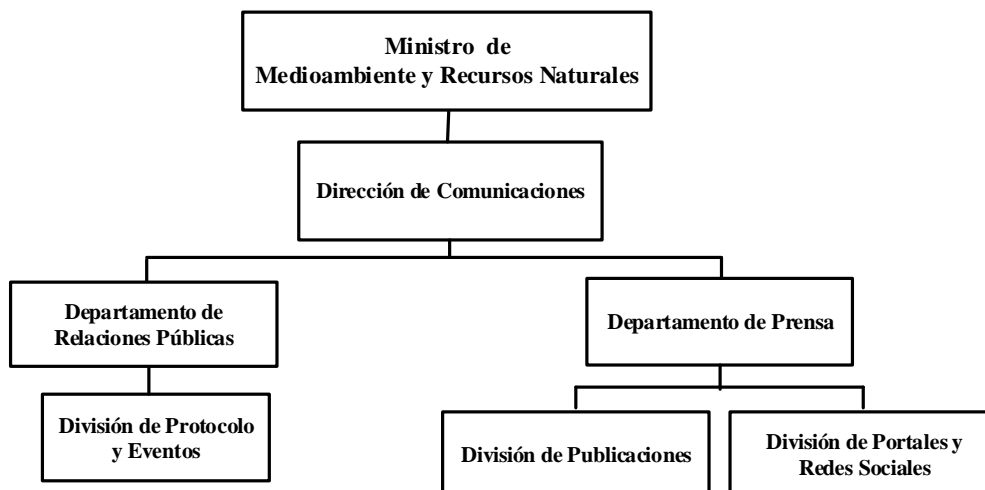 Ministro de
Medioambiente y Recursos Naturales
Dirección de Comunicaciones
Departamento de
Relaciones Públicas
Departamento de Prensa
División de Protocolo
y Eventos
División de Publicaciones
División de Portales y
Redes Sociales